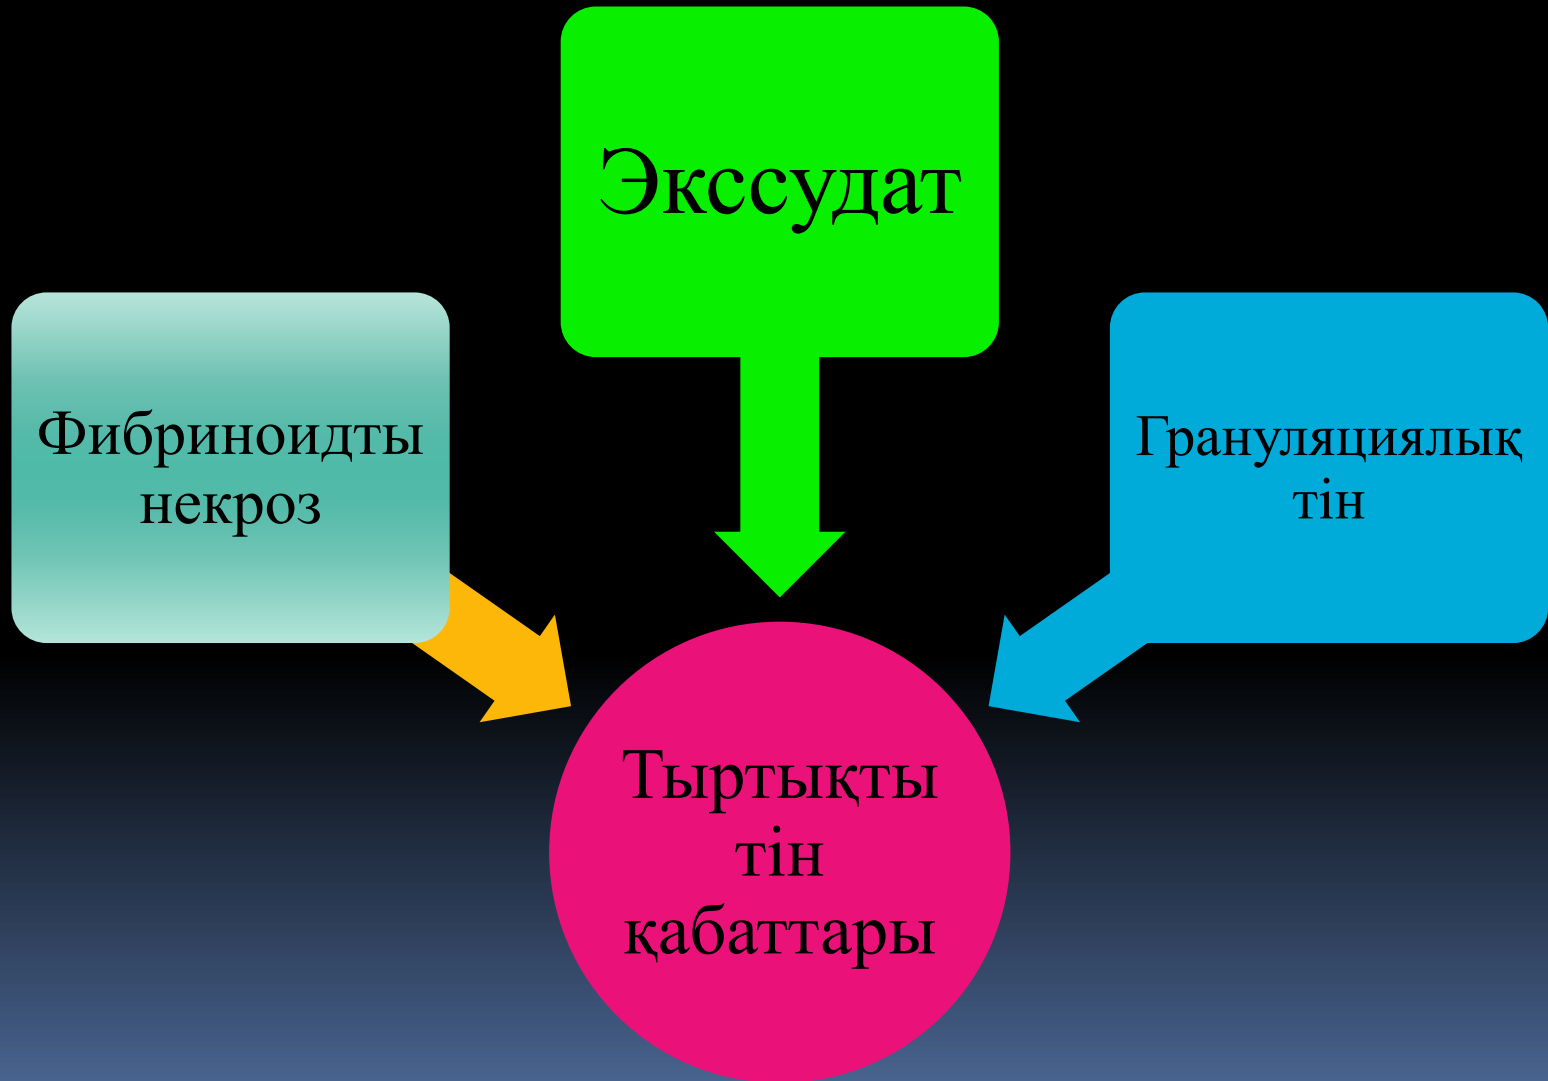 Экссудат
Фибриноидты
некроз
Грануляциялық
тін
Тыртықты
тін
қабаттары